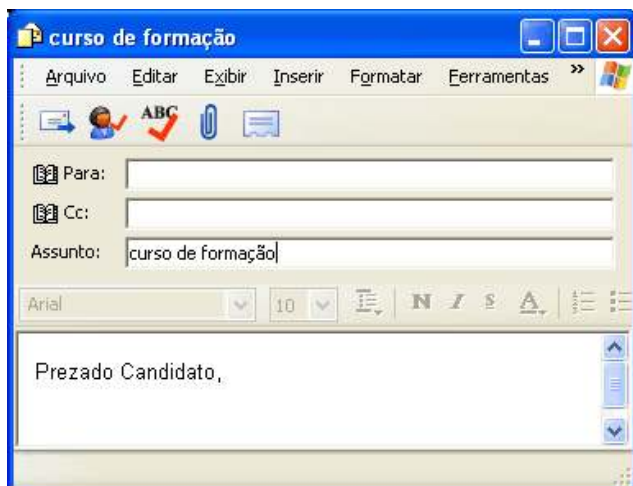 curso de formação
Arquivo Editar Exibir Inserir Formatar Ferramentas »
ABC
Para:
Cc:
Assunto: curso de formação
Arial 10 N I S A
Prezado Candidato,